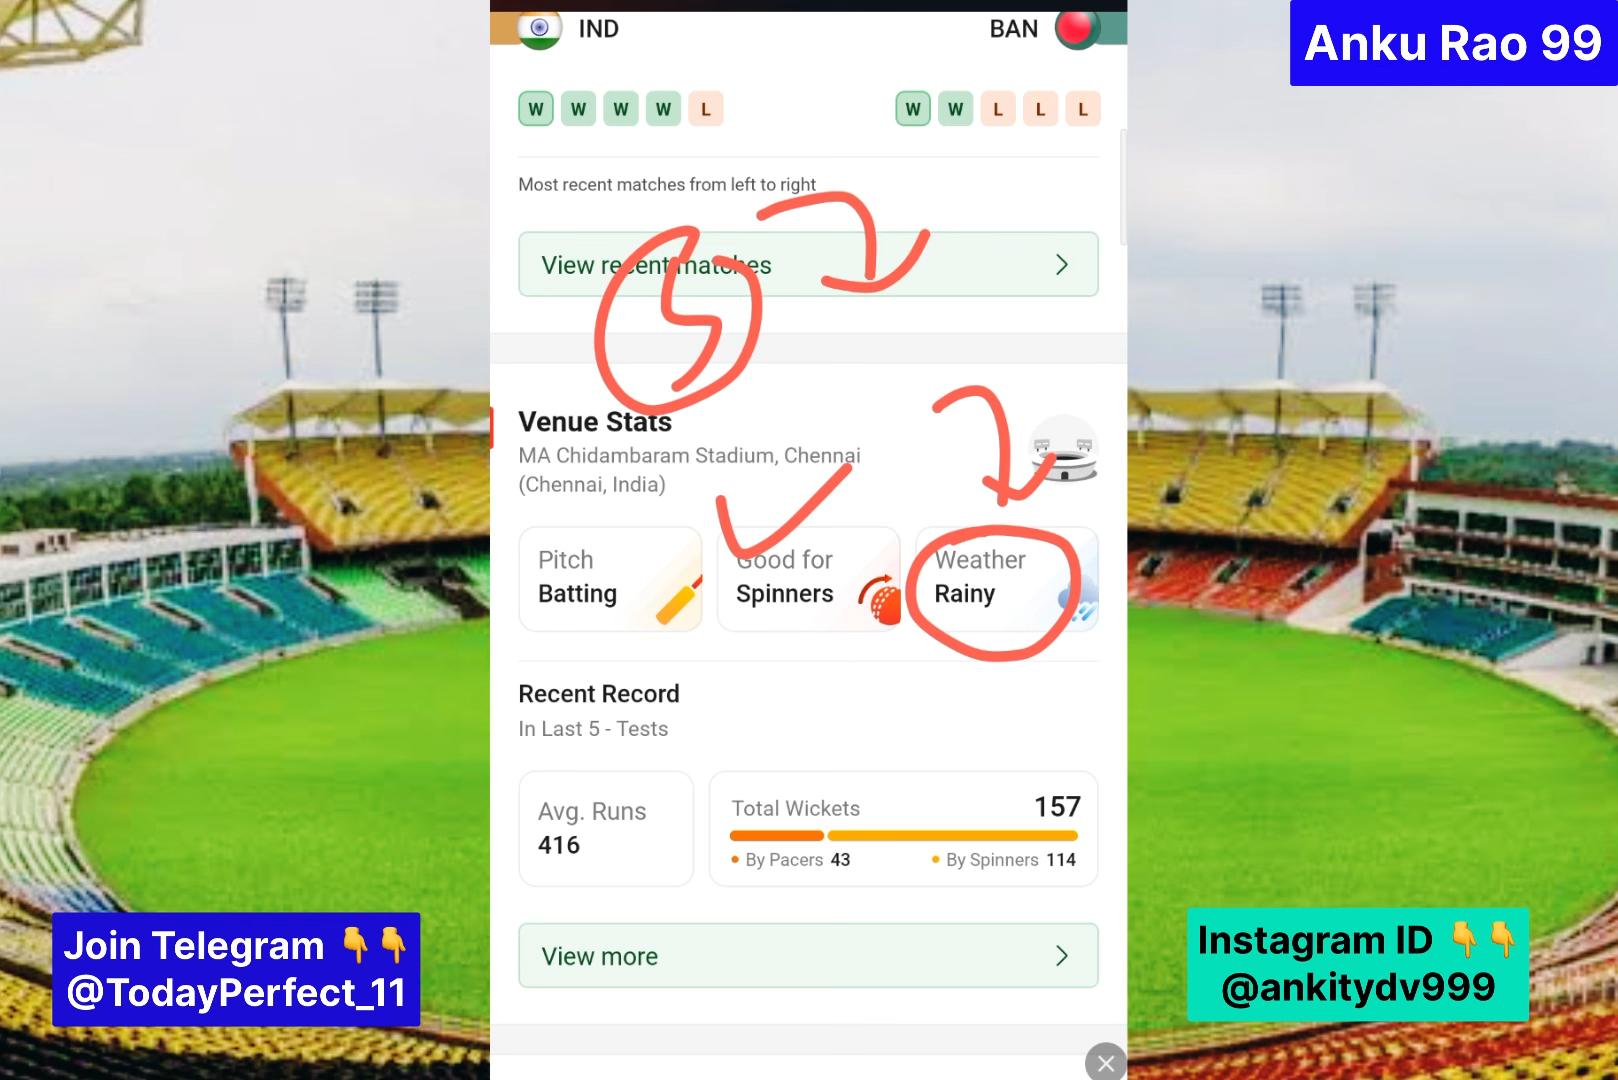 IND
BAN
Anku Rao 99
W W W W L
W W L L L
Most recent matches from left to right
View recent matches
5
Venue Stats
MA Chidambaram Stadium, Chennai
(Chennai, India)
Pitch
Batting
Good for
Spinners
Weather
Rainy
Recent Record
In Last 5 - Tests
Avg. Runs
416
Total Wickets 157
By Pacers 43
By Spinners 114
View more
Join Telegram 👇👇
@TodayPerfect_11
Instagram ID 👇👇
@ankitydv999